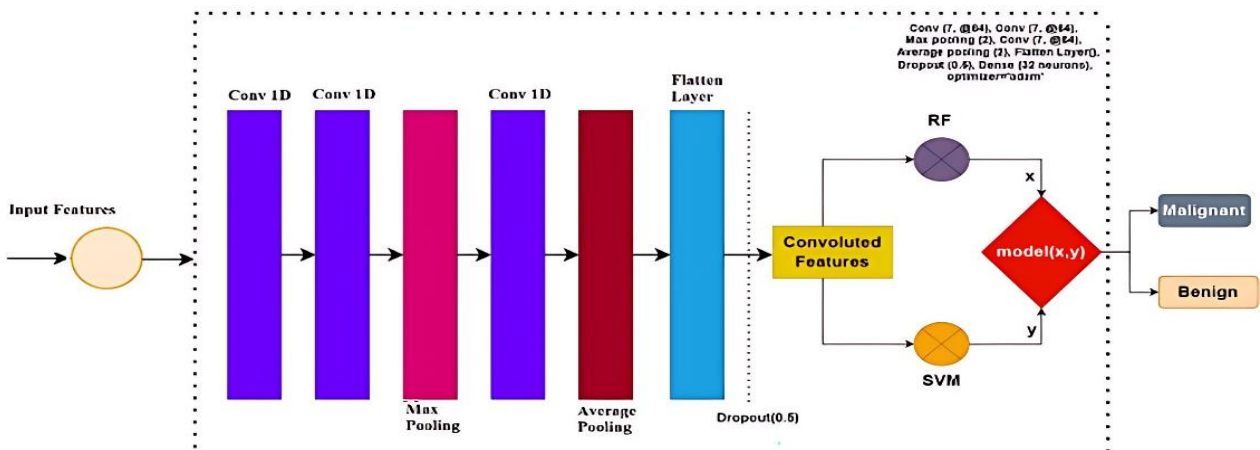 Conv (7, @64), Conv (7, @64),
Max pooling (2), Conv (7, @64),
Average pooling (2), Flatten Layer(),
Dropout (0.5), Dense (32 neurons),
optimizer="adam"
Conv 1D
Conv 1D
Conv 1D
Flatten
Layer
RF
Input Features
x
Malignant
Convoluted
Features
model(x,y)
Benign
y
SVM
Max
Pooling
Average
Pooling
Dropout(0.5)